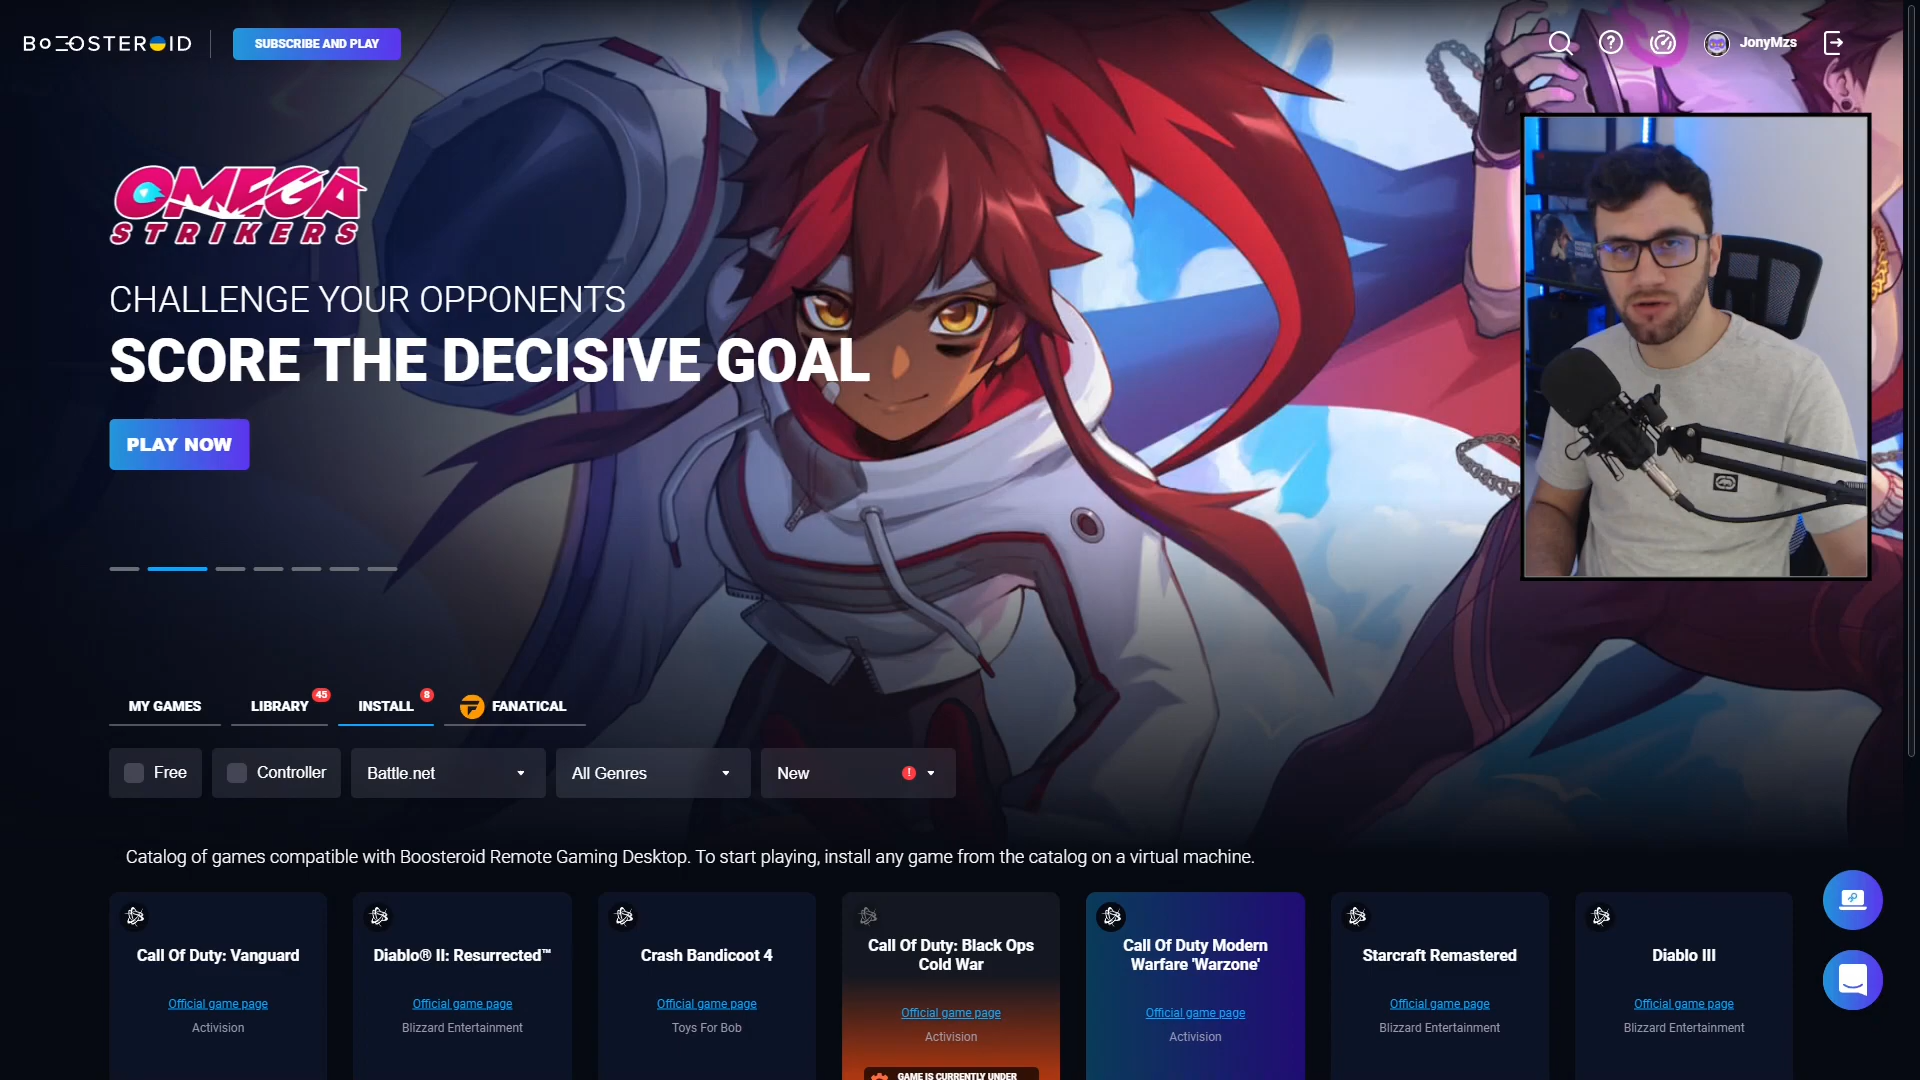 BOOSTEROID
SUBSCRIBE AND PLAY
JonyMzs
OMEGA
STRIKERS
CHALLENGE YOUR OPPONENTS
SCORE THE DECISIVE GOAL
PLAY NOW
MY GAMES
LIBRARY 45
INSTALL 8
FANATICAL
Free
Controller
Battle.net
All Genres
New !
Catalog of games compatible with Boosteroid Remote Gaming Desktop. To start playing, install any game from the catalog on a virtual machine.
Call Of Duty: Vanguard
Official game page
Activision
Diablo® II: Resurrected™
Official game page
Blizzard Entertainment
Crash Bandicoot 4
Official game page
Toys For Bob
Call Of Duty: Black Ops
Cold War
Official game page
Activision
GAME IS CURRENTLY UNDER
Call Of Duty Modern
Warfare 'Warzone'
Official game page
Activision
Starcraft Remastered
Official game page
Blizzard Entertainment
Diablo III
Official game page
Blizzard Entertainment